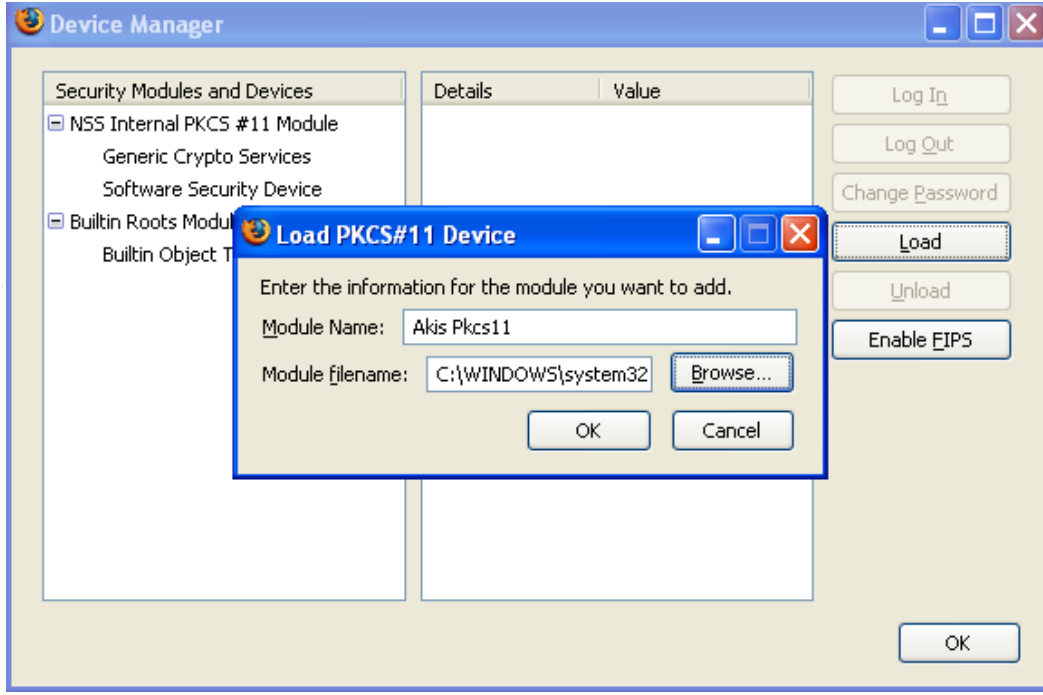 Device Manager
Security Modules and Devices
Details Value
NSS Internal PKCS #11 Module
Generic Crypto Services
Software Security Device
Builtin Roots Modul
Builtin Object T
Log In
Log Out
Change Password
Load
Unload
Enable FIPS
Load PKCS#11 Device
Enter the information for the module you want to add.
Module Name: Akis Pkcs11
Module filename: C:\WINDOWS\system32 Browse...
OK Cancel
OK